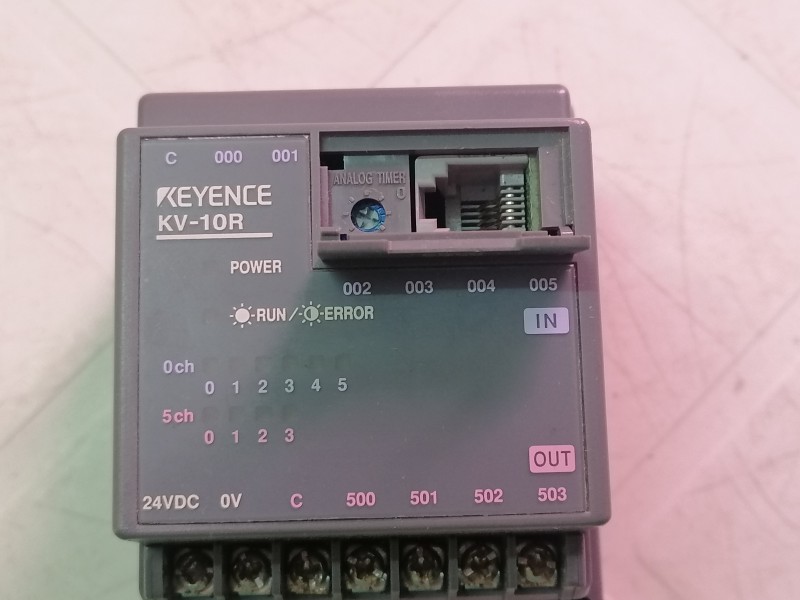 C 000 001
ANALOG TIMER
0
KEYENCE
KV-10R
POWER
002 003 004 005
RUN / ERROR
IN
0ch
0 1 2 3 4 5
5ch
0 1 2 3
OUT
24VDC 0V C 500 501 502 503